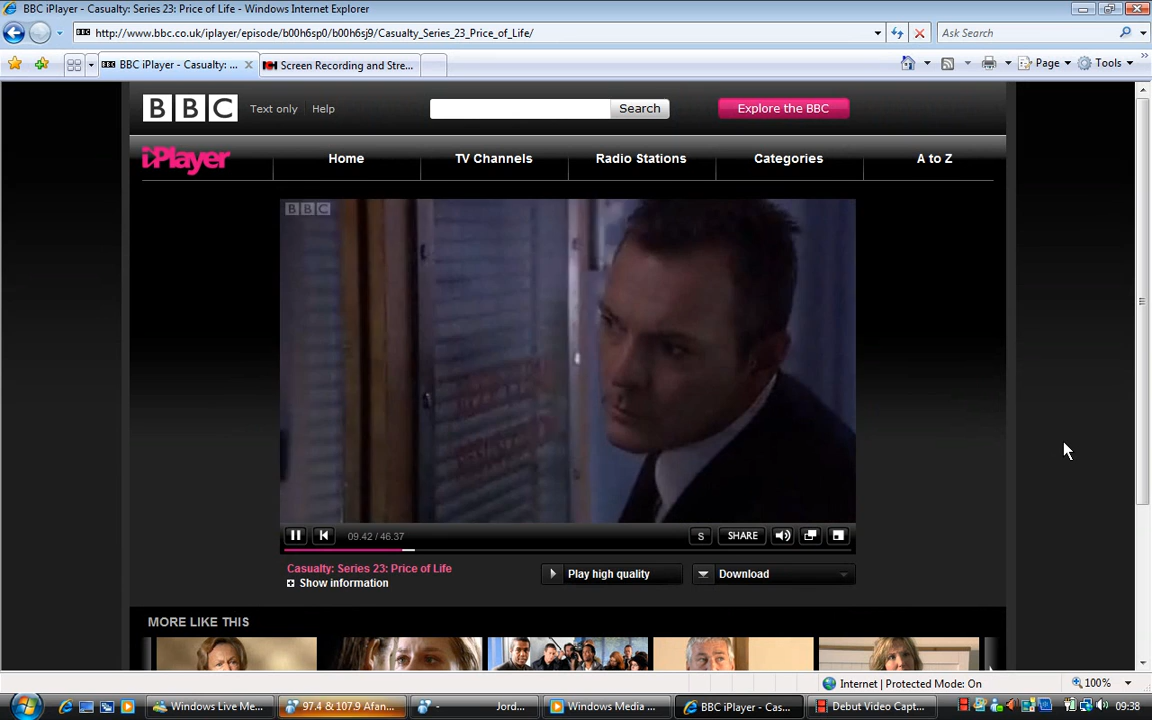 BBC iPlayer - Casualty: Series 23: Price of Life - Windows Internet Explorer
http://www.bbc.co.uk/iplayer/episode/b00h6sp0/b00h6sj9/Casualty_Series_23_Price_of_Life/
Ask Search
BBC iPlayer - Casualty: ...
Screen Recording and Stre...
Page
Tools
BBC
Text only
Help
Search
Explore the BBC
iPlayer
Home
TV Channels
Radio Stations
Categories
A to Z
BBC
09.42 / 46.37
S
SHARE
Casualty: Series 23: Price of Life
Show information
Play high quality
Download
MORE LIKE THIS
Internet | Protected Mode: On
100%
Windows Live Me...
97.4 & 107.9 Afan...
- Jord...
Windows Media ...
BBC iPlayer - Cas...
Debut Video Capt...
09:38